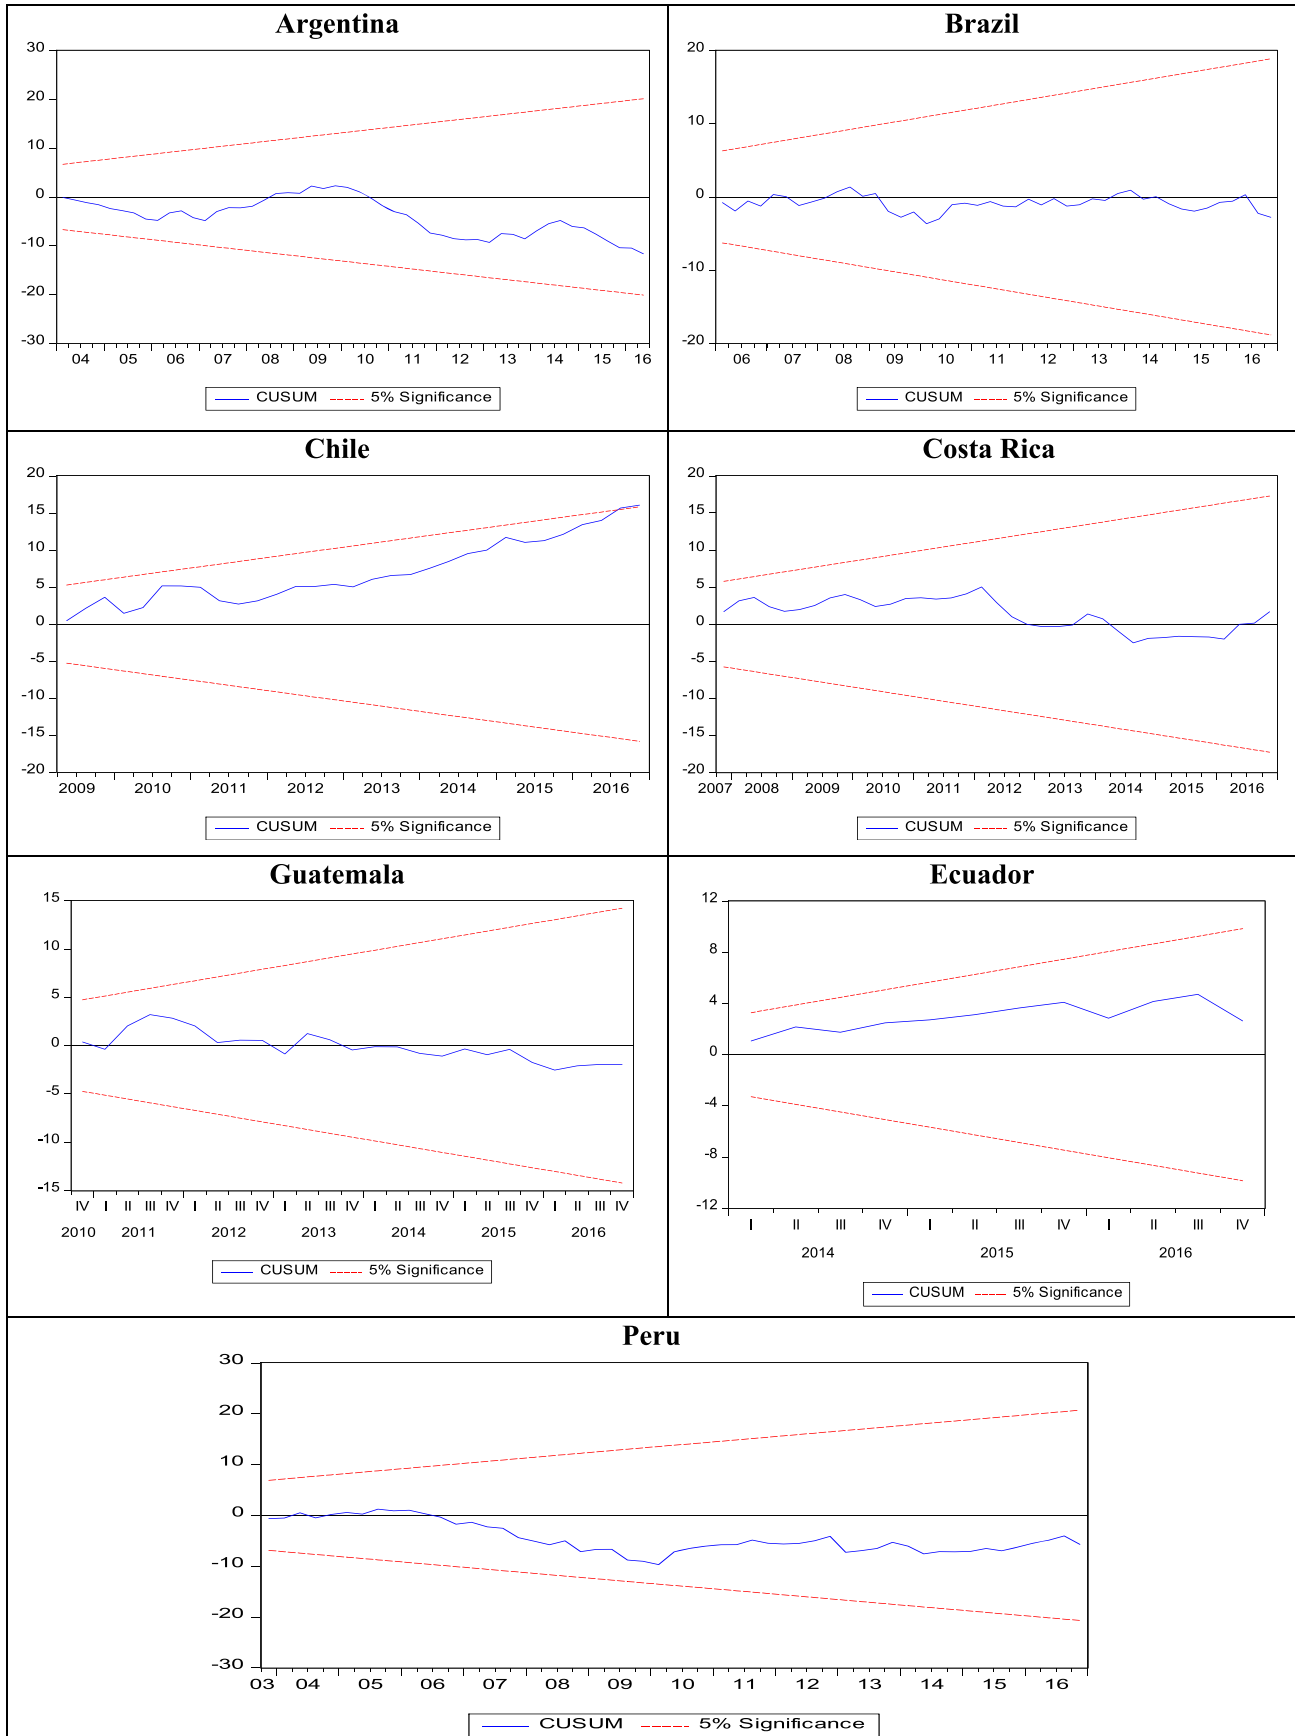 Argentina
30
20
10
0
-10
-20
-30
04 05 06 07 08 09 10 11 12 13 14 15 16
CUSUM 5% Significance
Brazil
20
10
0
-10
-20
06 07 08 09 10 11 12 13 14 15 16
CUSUM 5% Significance
Chile
20
15
10
5
0
-5
-10
-15
-20
2009 2010 2011 2012 2013 2014 2015 2016
CUSUM 5% Significance
Costa Rica
20
15
10
5
0
-5
-10
-15
-20
2007 2008 2009 2010 2011 2012 2013 2014 2015 2016
CUSUM 5% Significance
Guatemala
15
10
5
0
-5
-10
-15
IV I II III IV I II III IV I II III IV I II III IV I II III IV I II III IV
2010 2011 2012 2013 2014 2015 2016
CUSUM 5% Significance
Ecuador
12
8
4
0
-4
-8
-12
I II III IV I II III IV I II III IV
2014 2015 2016
CUSUM 5% Significance
Peru
30
20
10
0
-10
-20
-30
03 04 05 06 07 08 09 10 11 12 13 14 15 16
CUSUM 5% Significance